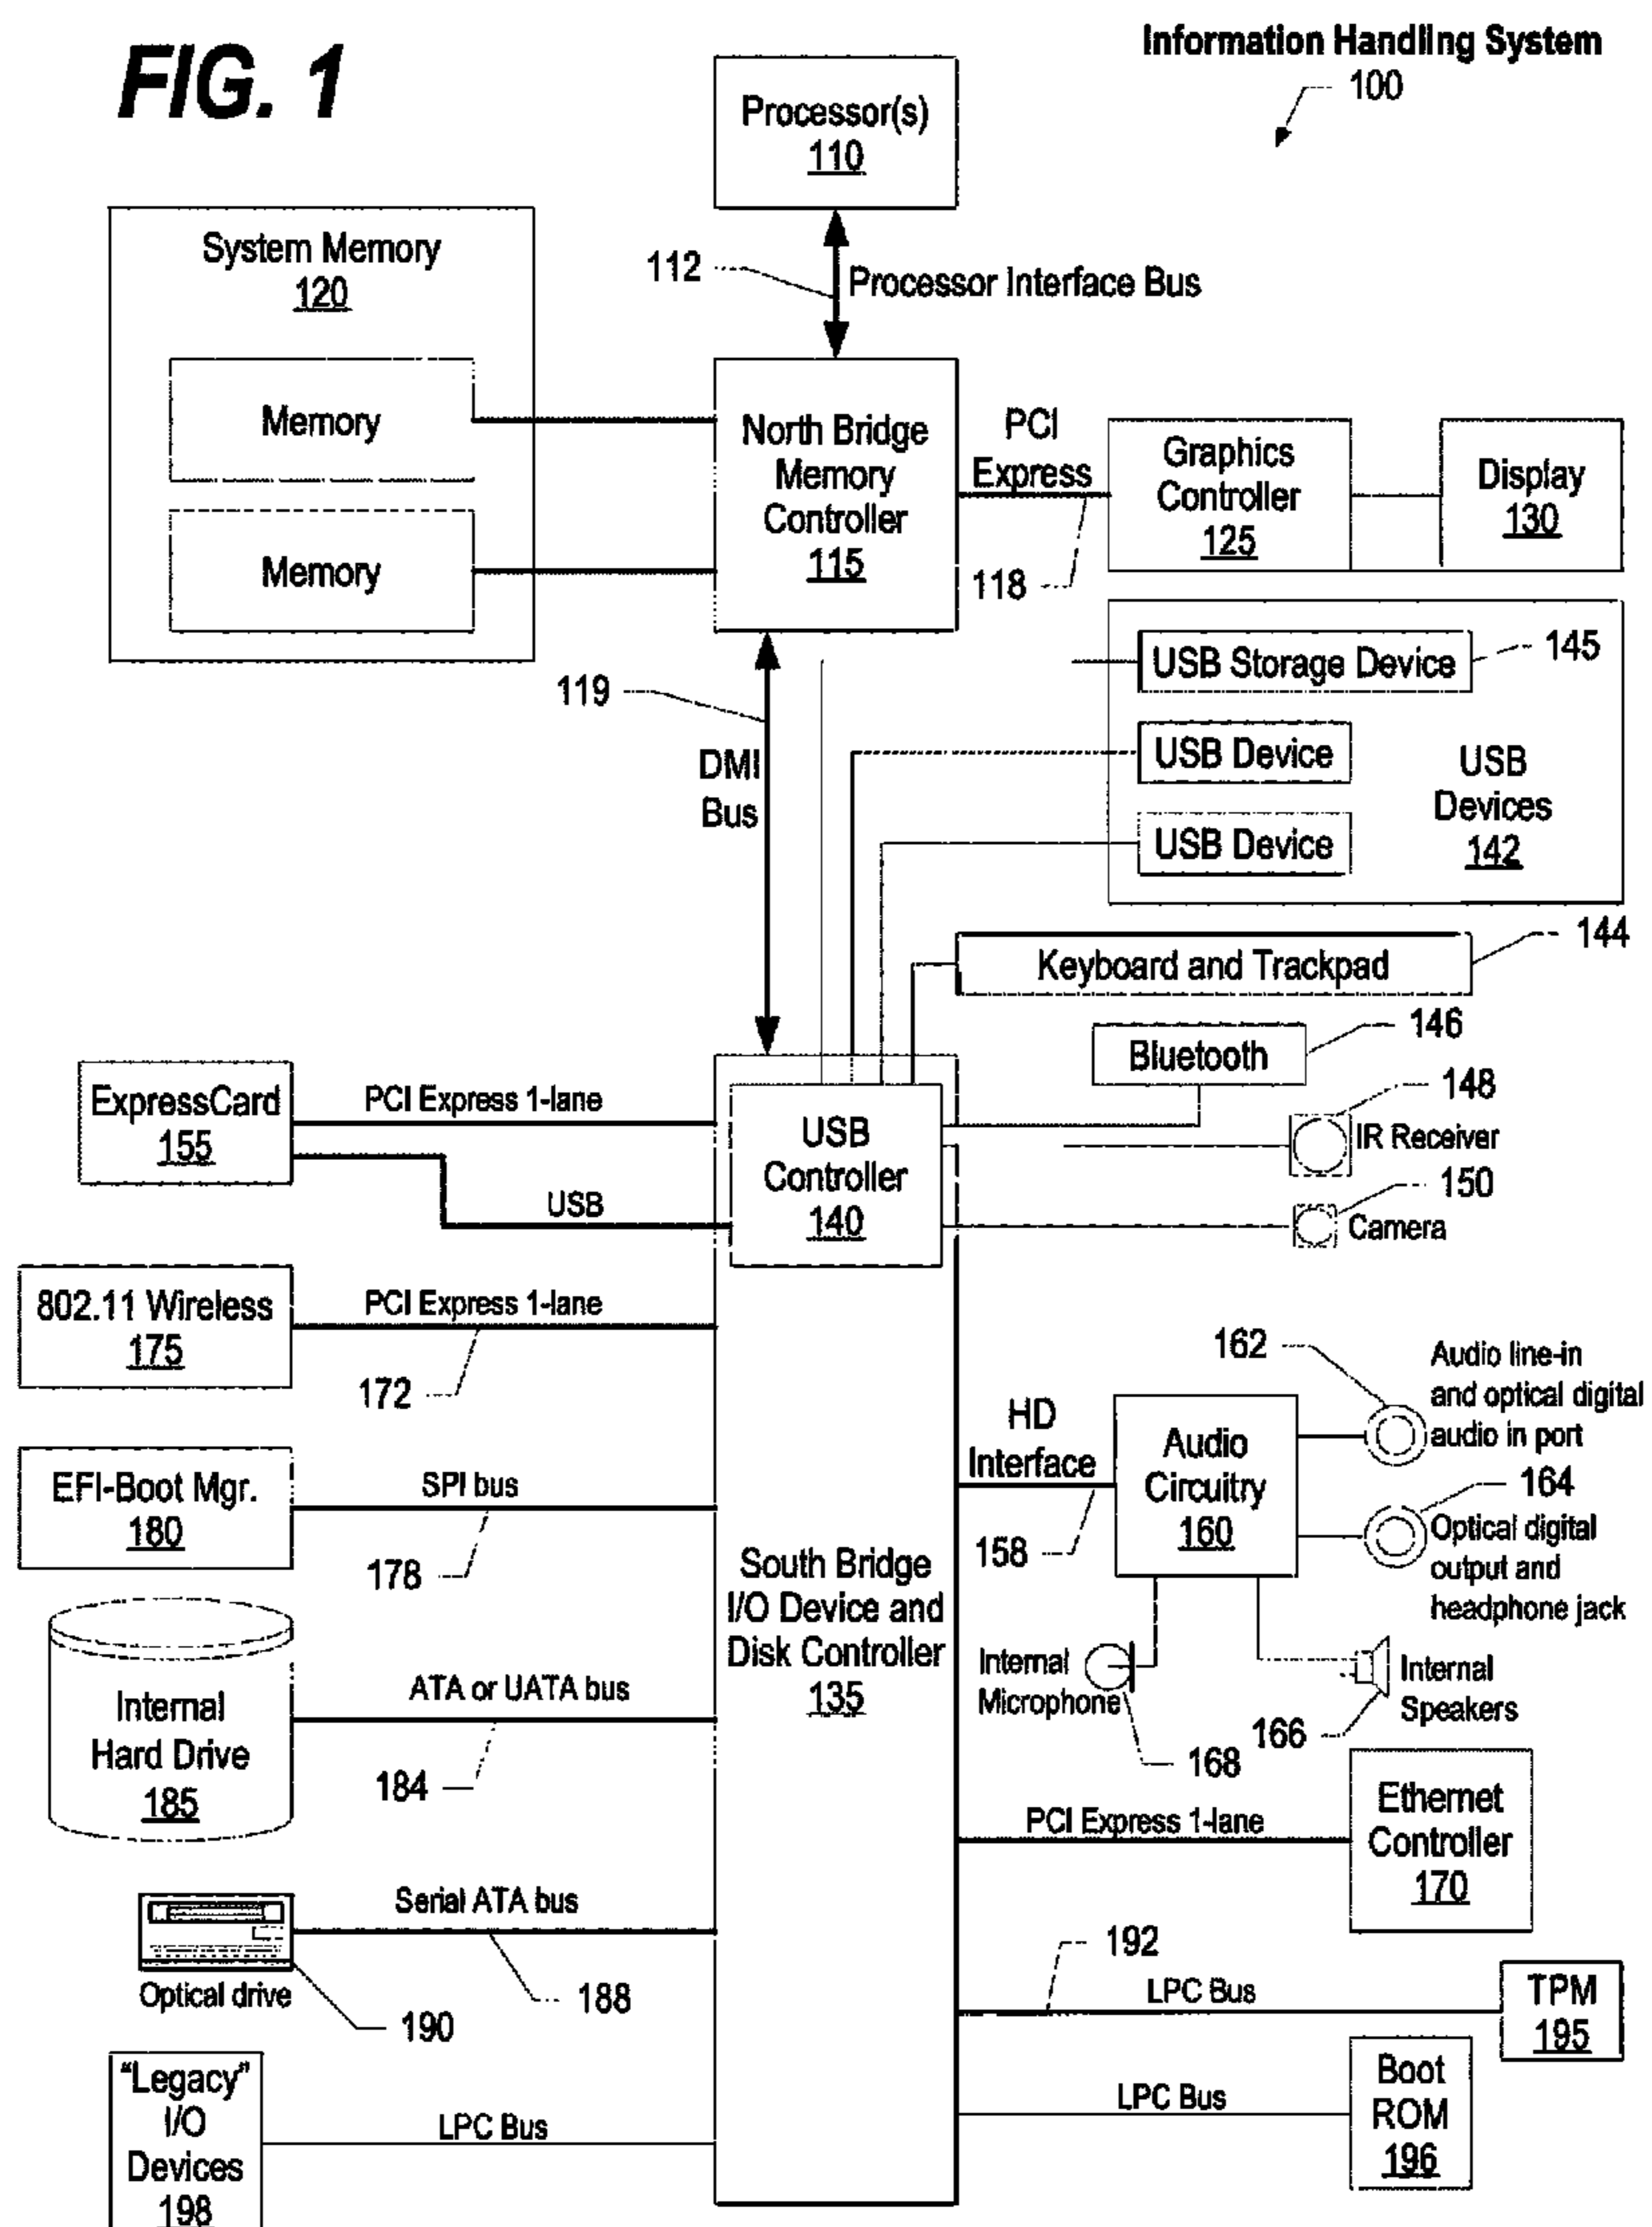 FIG. 1
Information Handling System
100
Processor(s)
110
System Memory
120
112
Processor Interface Bus
Memory
Memory
North Bridge
Memory
Controller
115
PCI
Express
118
Graphics
Controller
125
Display
130
USB Storage Device
145
USB Device
USB Device
USB
Devices
142
119
DMI
Bus
Keyboard and Trackpad
144
Bluetooth
146
148
IR Receiver
150
Camera
ExpressCard
155
PCI Express 1-lane
USB
USB
Controller
140
802.11 Wireless
175
PCI Express 1-lane
172
162
Audio line-in
and optical digital
audio in port
HD
Interface
158
Audio
Circuitry
160
164
Optical digital
output and
headphone jack
EFI-Boot Mgr.
180
SPI bus
178
South Bridge
I/O Device and
Disk Controller
135
Internal
Microphone
168
Internal
Speakers
166
Internal
Hard Drive
185
ATA or UATA bus
184
PCI Express 1-lane
Ethernet
Controller
170
Serial ATA bus
188
Optical drive
190
192
LPC Bus
TPM
195
LPC Bus
Boot
ROM
196
"Legacy"
I/O
Devices
198
LPC Bus